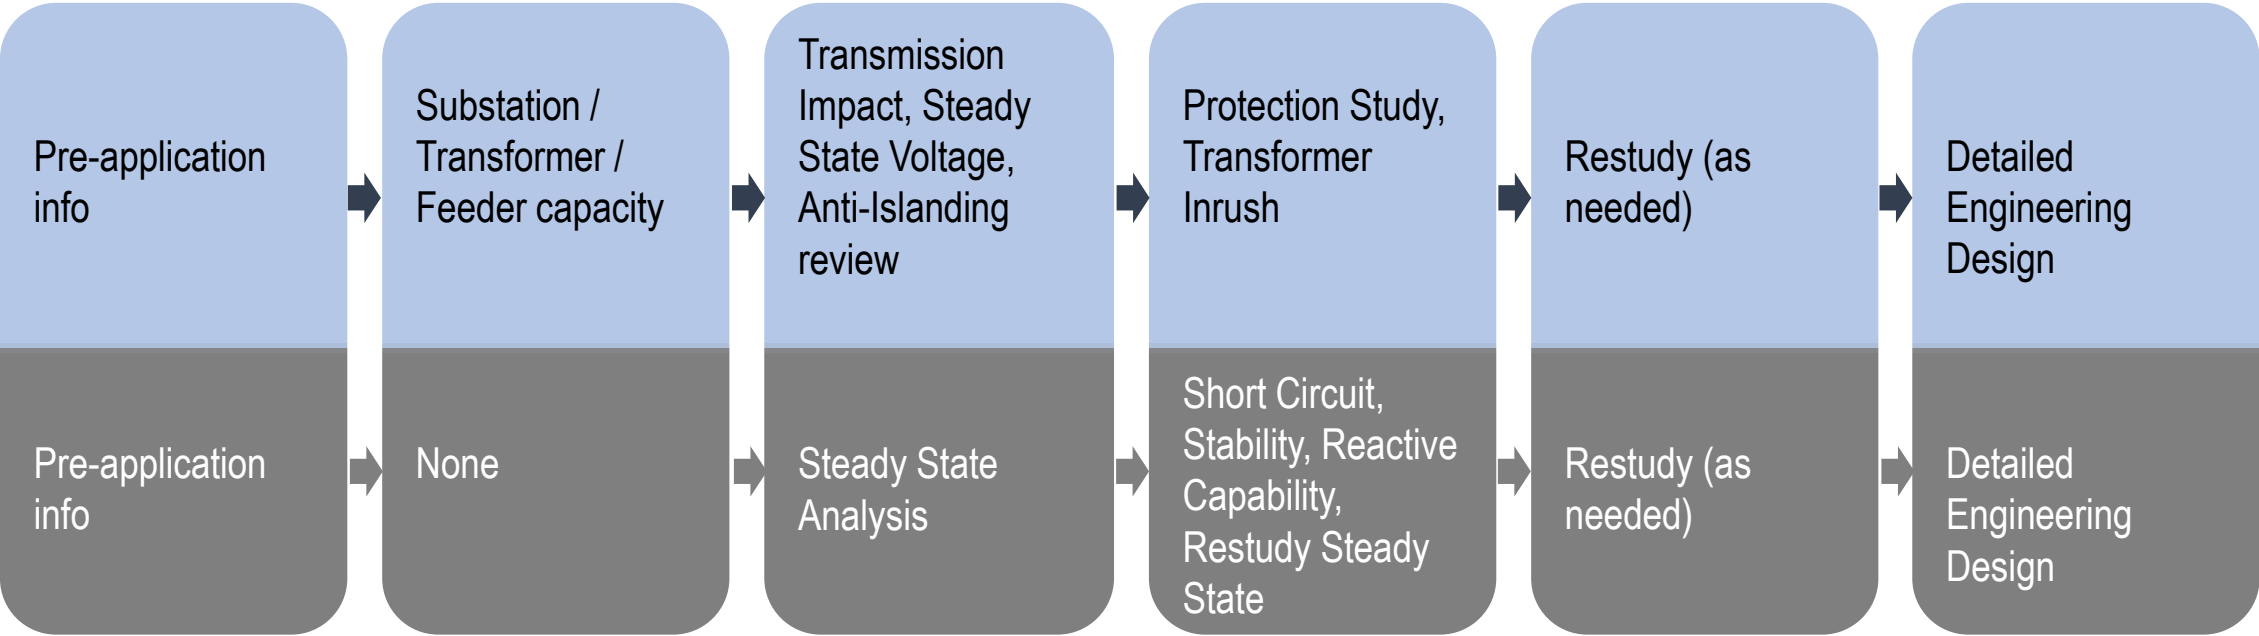 Pre-application
info
Substation /
Transformer /
Feeder capacity
Transmission
Impact, Steady
State Voltage,
Anti-Islanding
review
Protection Study,
Transformer
Inrush
Restudy (as
needed)
Detailed
Engineering
Design
Pre-application
info
None
Steady State
Analysis
Short Circuit,
Stability, Reactive
Capability,
Restudy Steady
State
Restudy (as
needed)
Detailed
Engineering
Design